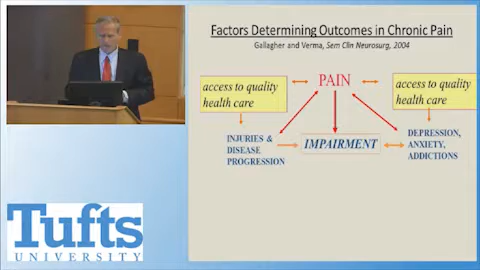 Factors Determining Outcomes in Chronic Pain
Gallagher and Verma, Sem Clin Neurosurg, 2004
access to quality
health care
PAIN
access to quality
health care
INJURIES &
DISEASE
PROGRESSION
IMPAIRMENT
DEPRESSION,
ANXIETY,
ADDICTIONS
Tufts
UNIVERSITY